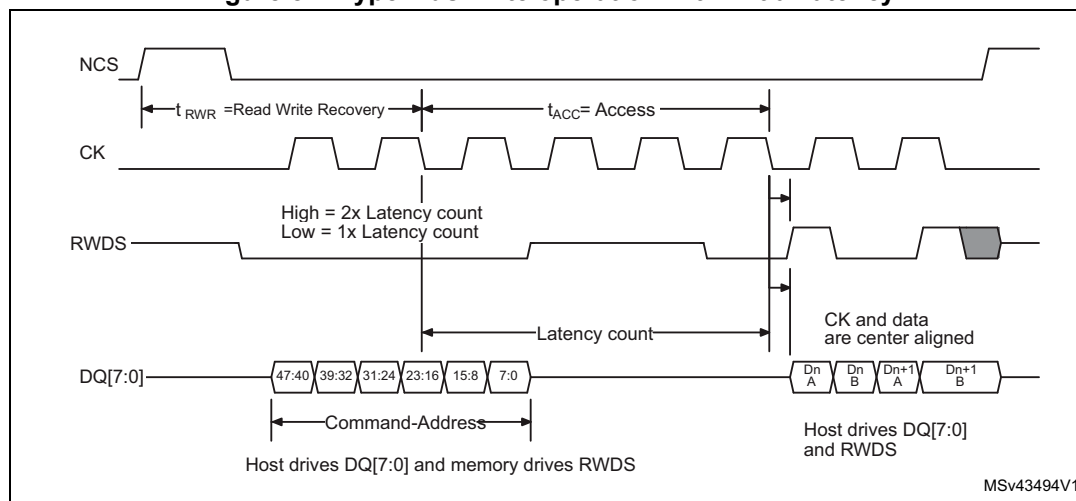 NCS
t RWR =Read Write Recovery
tACC= Access
CK
High = 2x Latency count
Low = 1x Latency count
RWDS
Latency count
CK and data
are center aligned
DQ[7:0]
47:40 39:32 31:24 23:16 15:8 7:0
Dn A Dn B Dn+1 A Dn+1 B
Command-Address
Host drives DQ[7:0]
and RWDS
Host drives DQ[7:0] and memory drives RWDS
MSv43494V1